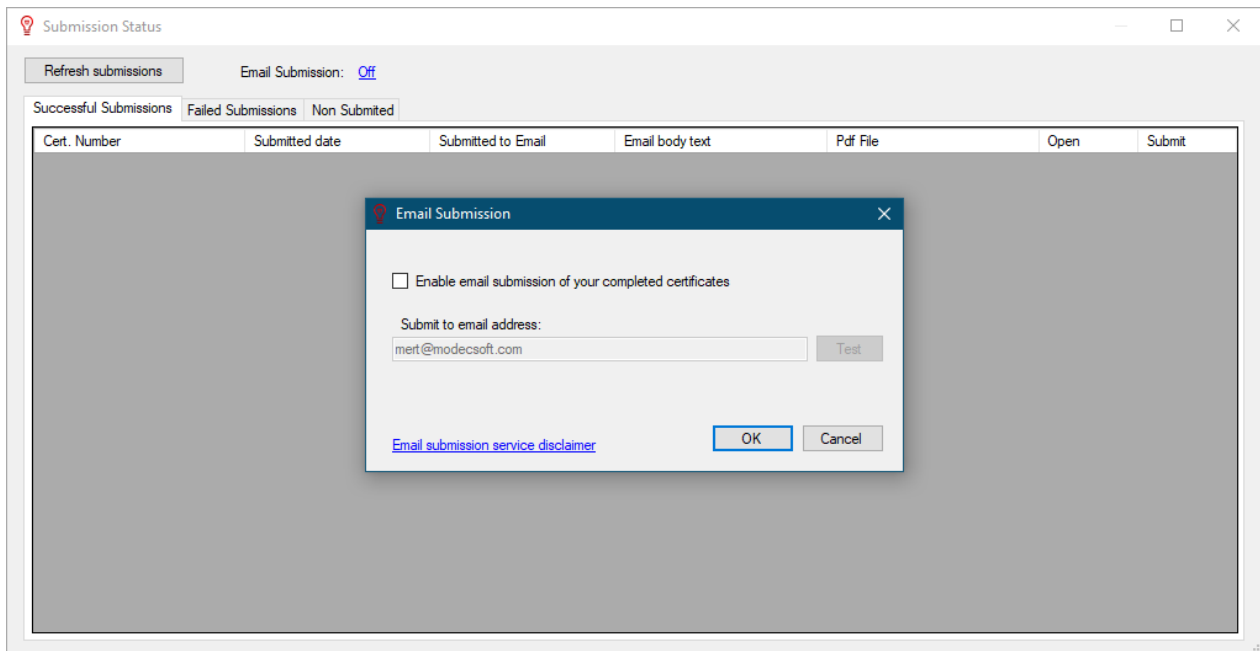 Submission Status
Refresh submissions Email Submission: Off
Successful Submissions Failed Submissions Non Submited
Cert. Number Submitted date Submitted to Email Email body text Pdf File Open Submit
Email Submission
Enable email submission of your completed certificates
Submit to email address:
mert@modecsoft.com Test
Email submission service disclaimer OK Cancel